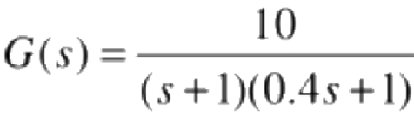 G(s) = 10 / (s+1)(0.4s+1)